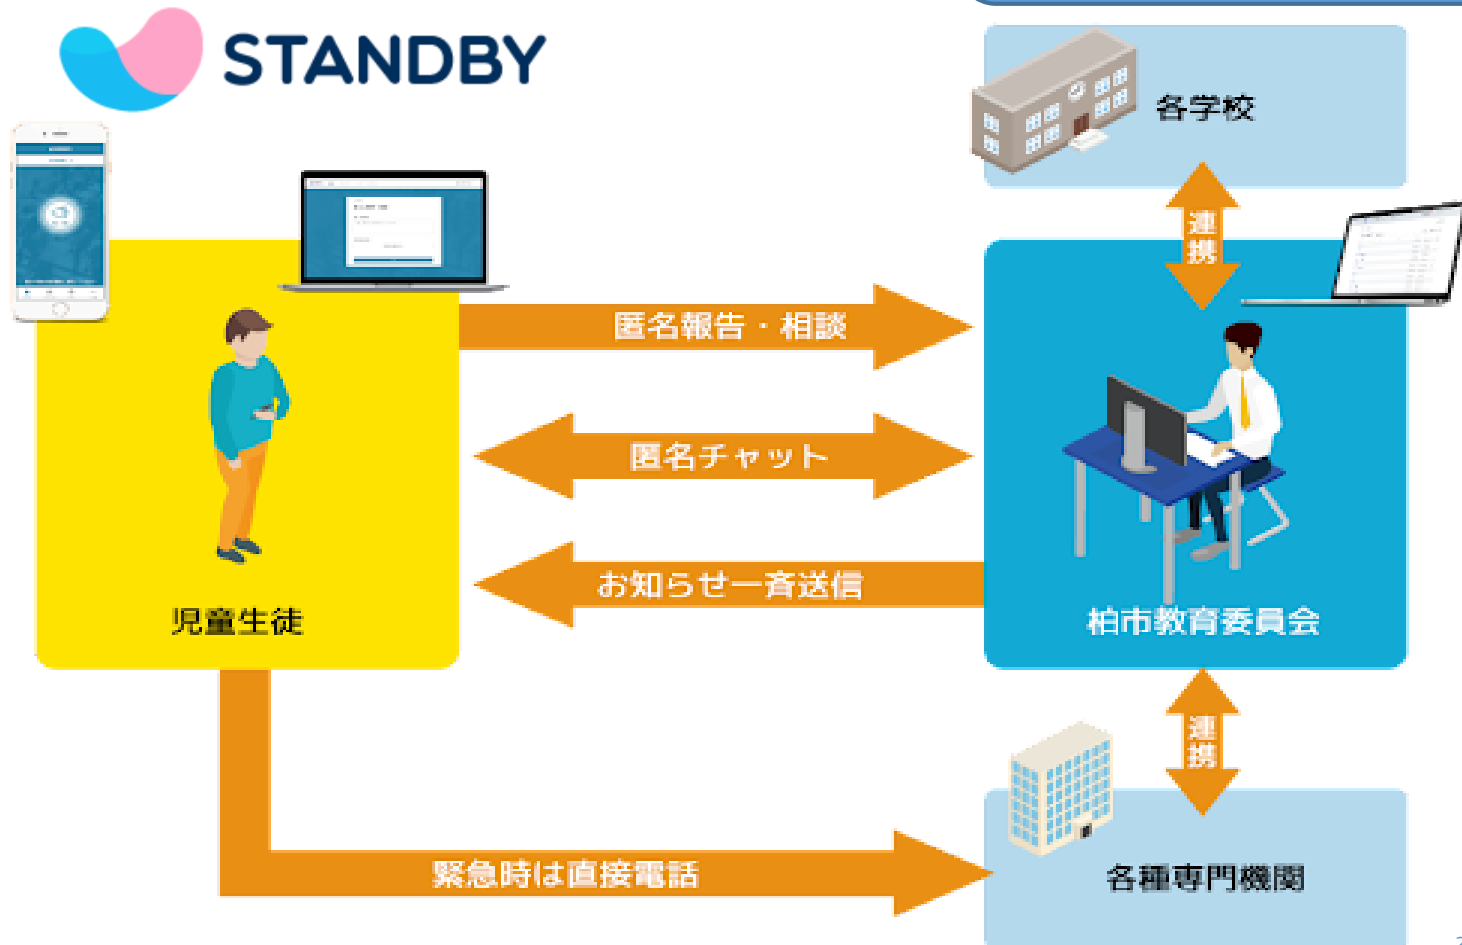 STANDBY
各学校
連携
匿名報告・相談
匿名チャット
お知らせ一斉送信
児童生徒
柏市教育委員会
連携
緊急時は直接電話
各種専門機関